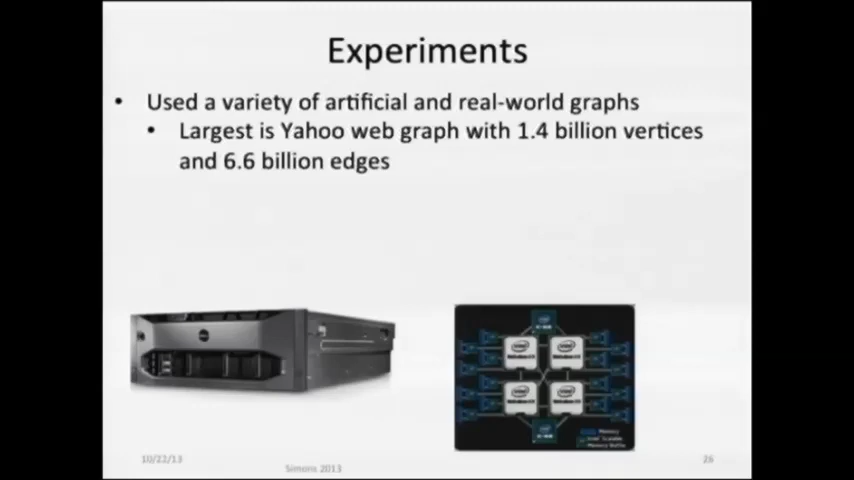 Experiments
• Used a variety of artificial and real-world graphs
• Largest is Yahoo web graph with 1.4 billion vertices
and 6.6 billion edges
10/22/13
Simons 2013
26